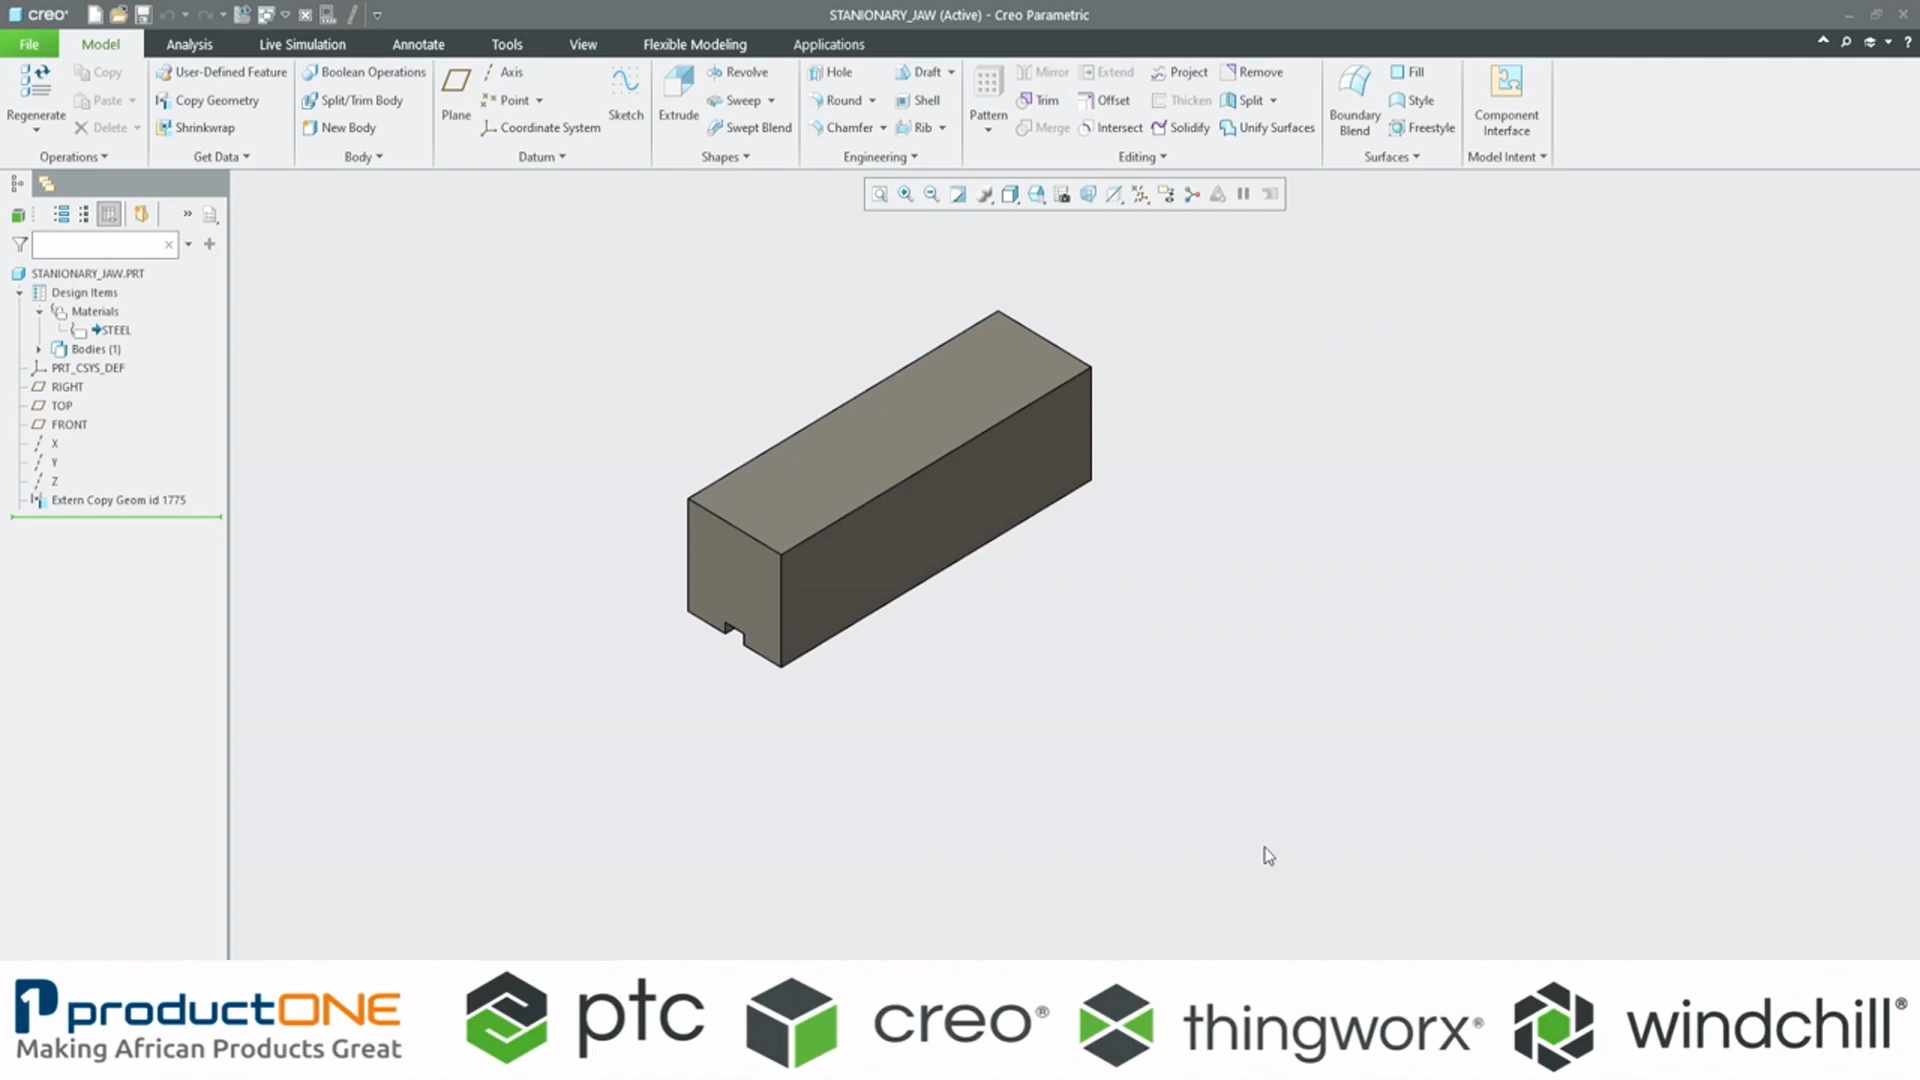 creo°
STANIONARY_JAW (Active) - Creo Parametric
File Model Analysis Live Simulation Annotate Tools View Flexible Modeling Applications
Regenerate
Copy
Paste
Delete
Operations
User-Defined Feature
Copy Geometry
Shrinkwrap
Get Data
Boolean Operations
Split/Trim Body
New Body
Body
Plane
Axis
Point
Coordinate System
Sketch
Datum
Extrude
Revolve
Sweep
Swept Blend
Shapes
Hole
Round
Chamfer
Draft
Shell
Rib
Engineering
Pattern
Mirror
Trim
Merge
Extend
Offset
Intersect
Project
Thicken
Solidify
Remove
Split
Unify Surfaces
Editing
Boundary
Blend
Fill
Style
Freestyle
Surfaces
Component
Interface
Model Intent
STANIONARY_JAW.PRT
Design Items
Materials
STEEL
Bodies (1)
PRT_CSYS_DEF
RIGHT
TOP
FRONT
X
Y
Z
Extern Copy Geom id 1775
productONE
Making African Products Great
ptc
creo®
thingworx®
windchill®